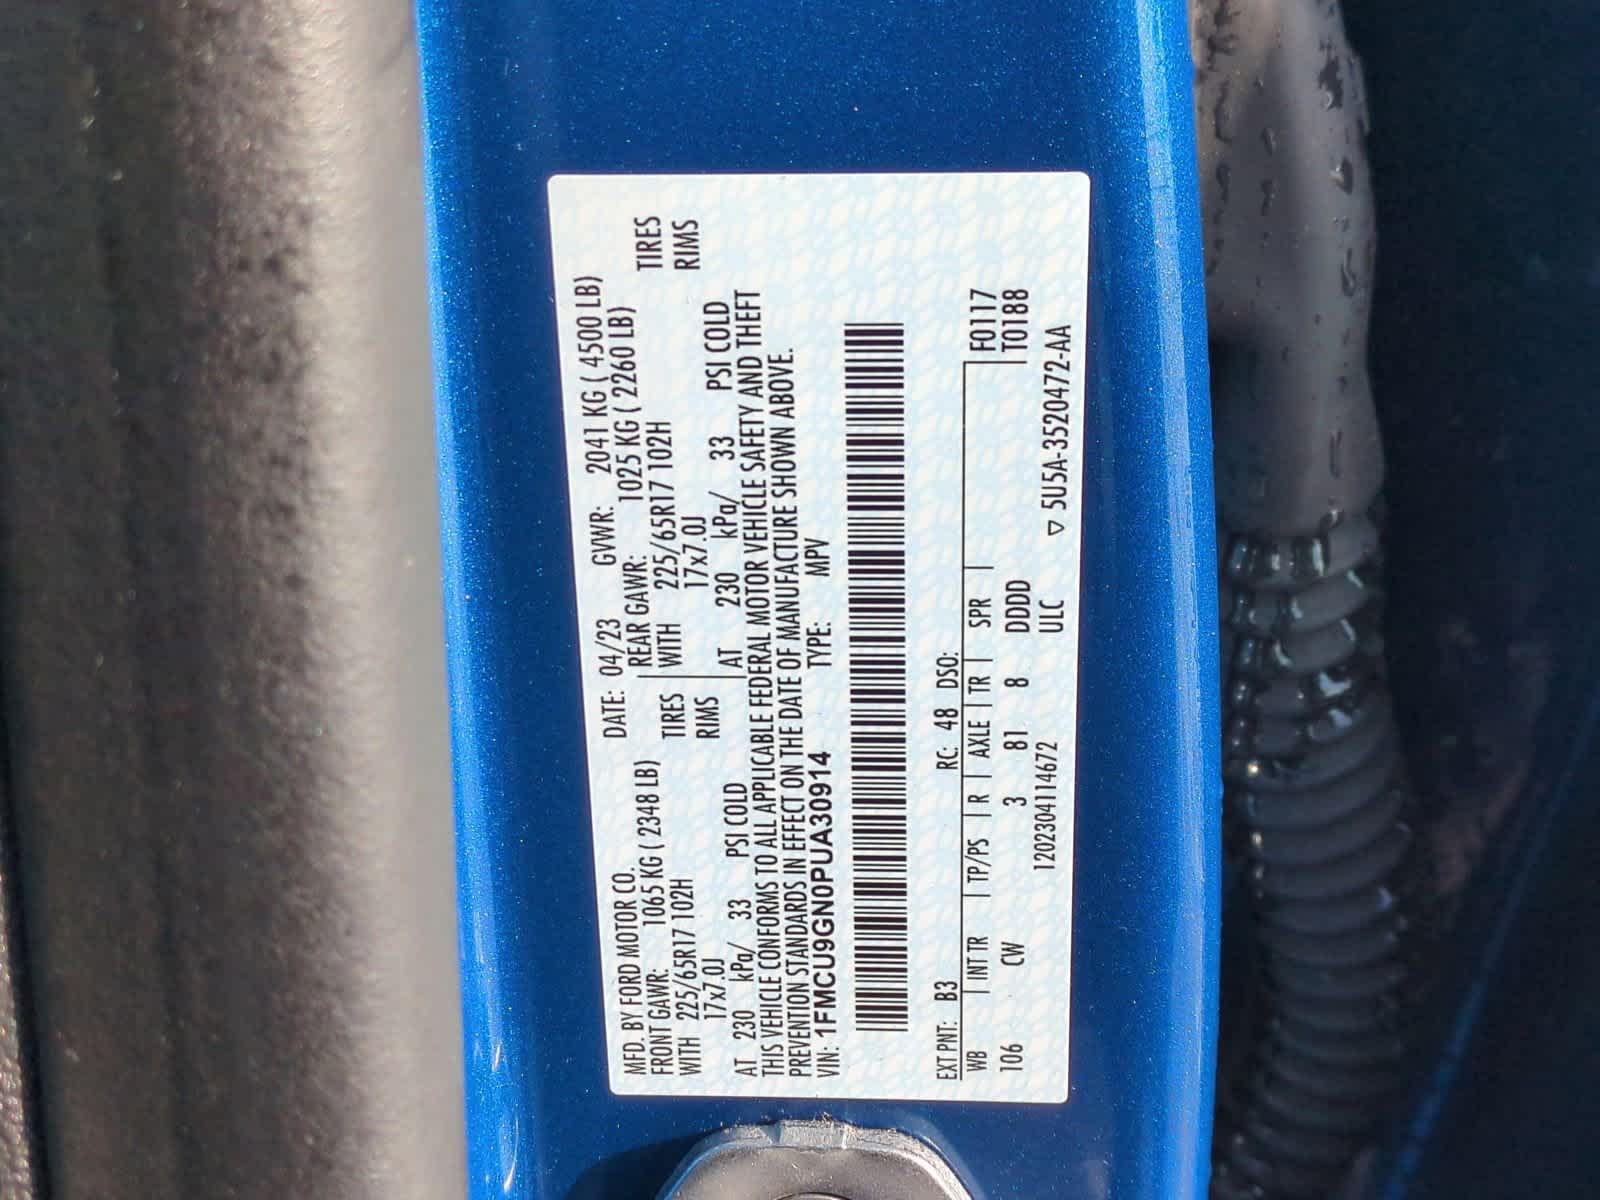 MFD. BY FORD MOTOR CO. DATE: 04/23 GVWR: 2041 KG ( 4500 LB)
FRONT GAWR: 1065 KG ( 2348 LB) REAR GAWR: 1025 KG ( 2260 LB)
WITH 225/65R17 102H TIRES WITH 225/65R17 102H TIRES
17x7.0J RIMS 17x7.0J RIMS
AT 230 kPa/ 33 PSI COLD AT 230 kPa/ 33 PSI COLD
THIS VEHICLE CONFORMS TO ALL APPLICABLE FEDERAL MOTOR VEHICLE SAFETY AND THEFT
PREVENTION STANDARDS IN EFFECT ON THE DATE OF MANUFACTURE SHOWN ABOVE.
VIN: 1FMCU9GN0PUA30914 TYPE: MPV
EXT PNT: B3 RC: 48 DSO:
WB INT TR TP/PS R AXLE TR SPR F0117
106 CW 3 81 8 DDDD T0188
120230411467​2 ULC ▽ 5U5A-3520472-AA